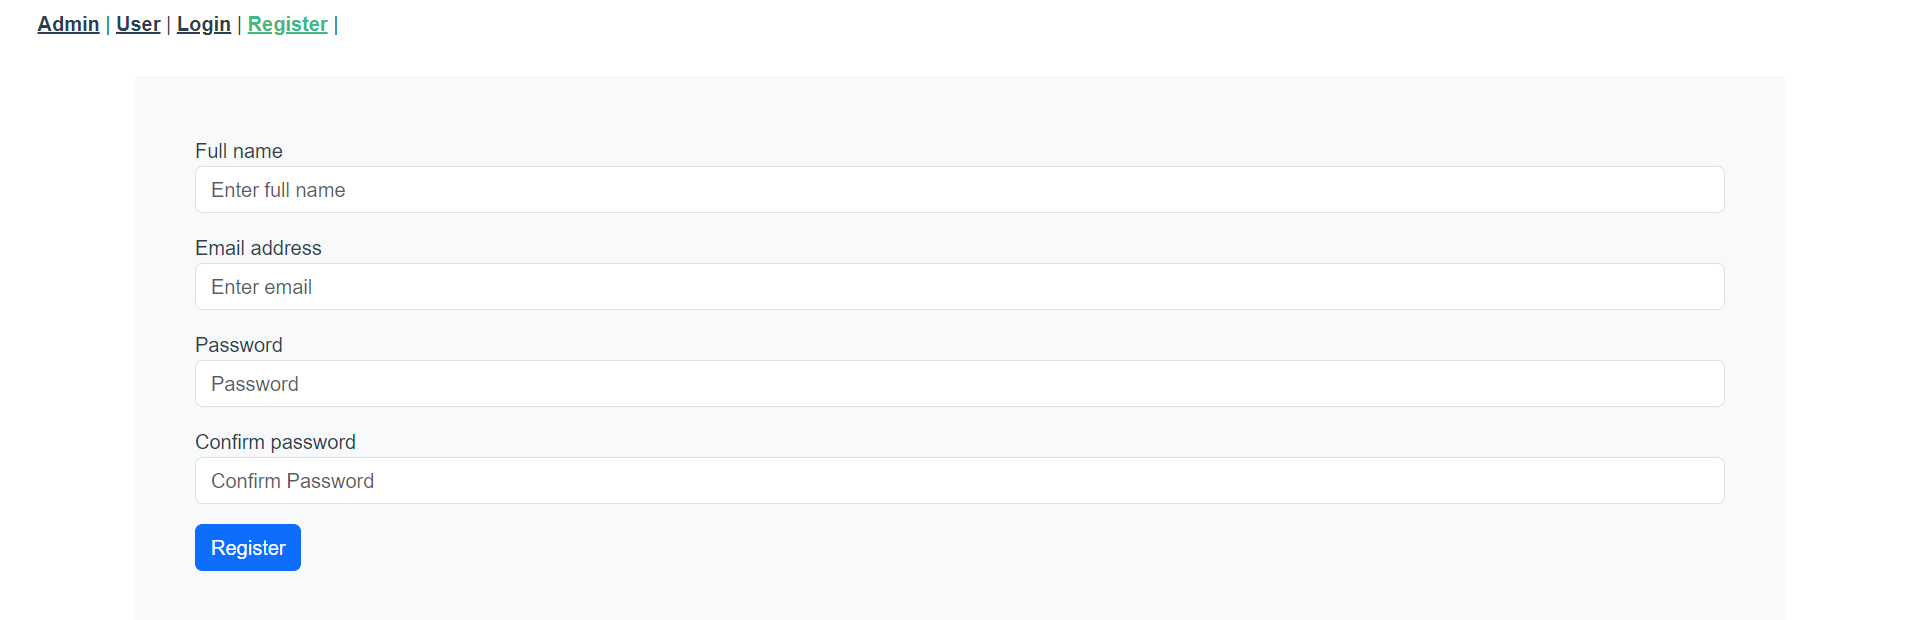 Admin | User | Login | Register |
Full name
Enter full name
Email address
Enter email
Password
Password
Confirm password
Confirm Password
Register